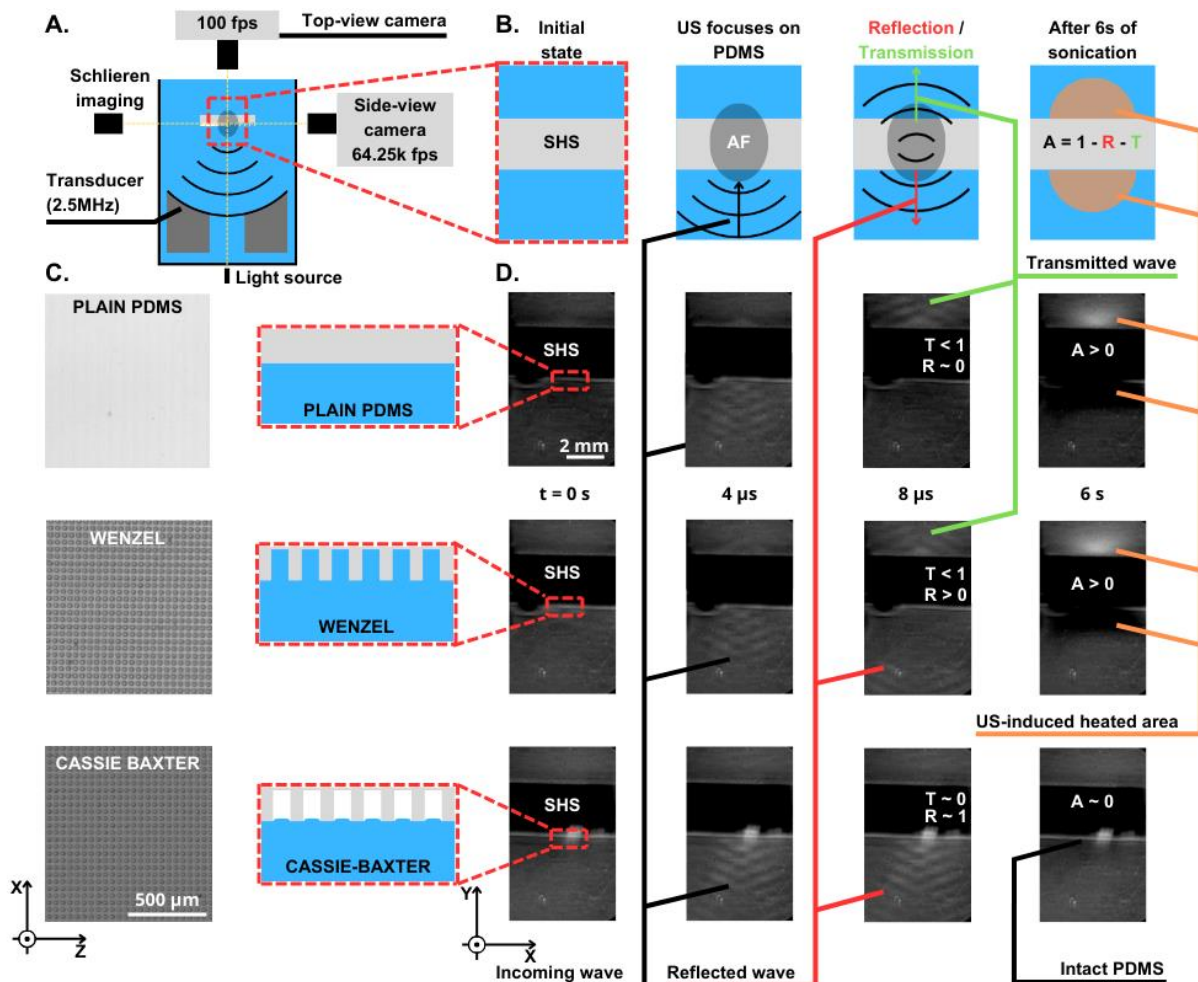 A.
100 fps
Top-view camera
Schlieren
imaging
Side-view
camera
64.25k fps
Transducer
(2.5MHz)
Light source
B.
Initial
state
US focuses on
PDMS
Reflection /
Transmission
After 6s of
sonication
SHS
AF
A = 1 - R - T
Transmitted wave
C.
PLAIN PDMS
WENZEL
CASSIE BAXTER
500 µm
X
Z
D.
PLAIN PDMS
SHS
2 mm
T < 1
R ~ 0
A > 0
t = 0 s
4 µs
8 µs
6 s
WENZEL
SHS
T < 1
R > 0
A > 0
US-induced heated area
CASSIE-BAXTER
SHS
T ~ 0
R ~ 1
A ~ 0
Y
X
Incoming wave
Reflected wave
Intact PDMS